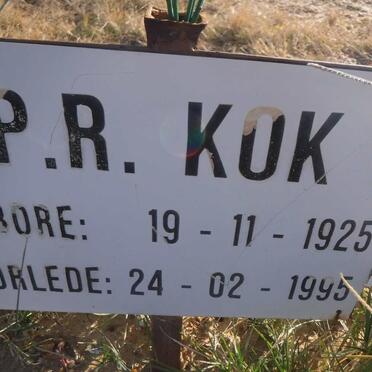 P.R. KOK
BORE: 19 - 11 - 1925
ORLEDE: 24 - 02 - 1995